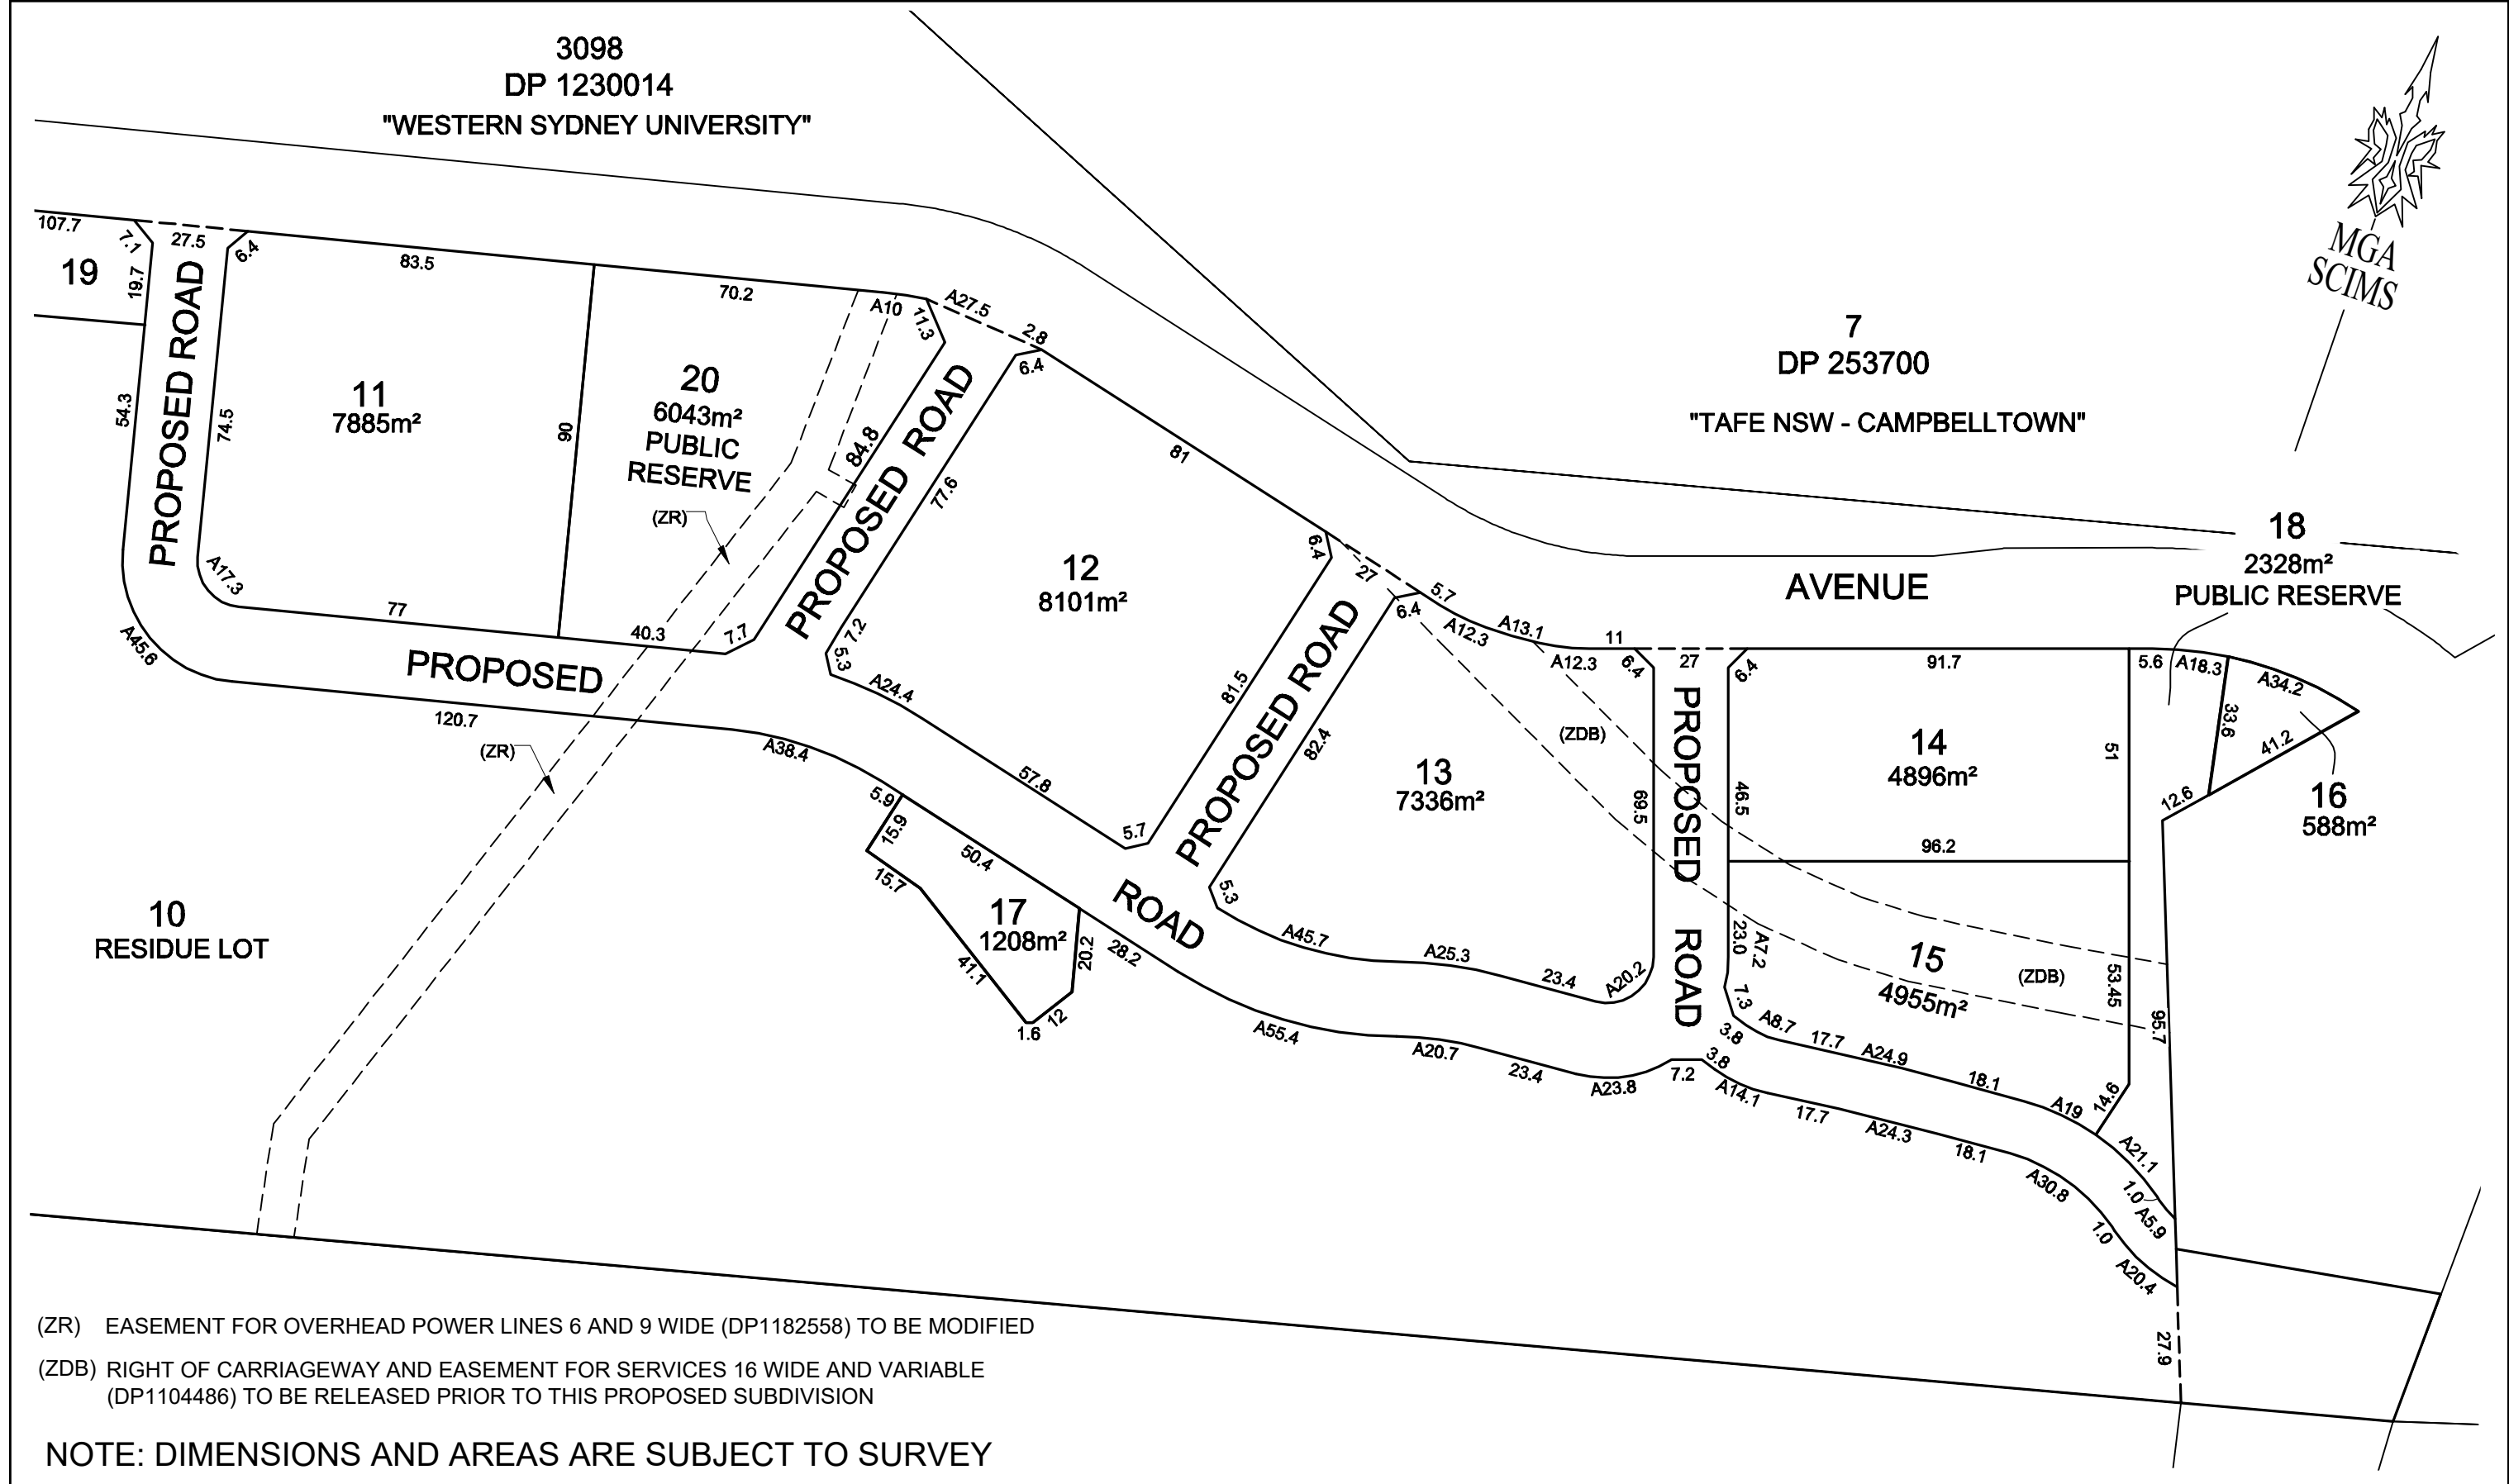 3098
DP 1230014
"WESTERN SYDNEY UNIVERSITY"
MGA
SCIMS
7
DP 253700
"TAFE NSW - CAMPBELLTOWN"
107.7
7.1
27.5
6.4
83.5
70.2
A10
11.3
A27.5
2.8
6.4
19
19.7
PROPOSED ROAD
54.3
74.5
11
7885m²
90
20
6043m²
PUBLIC
RESERVE
(ZR)
84.8
PROPOSED ROAD
77.6
81
12
8101m²
6.4
27
6.4
5.7
A12.3
A13.1
A12.3
11
6.4
27
6.4
AVENUE
18
2328m²
PUBLIC RESERVE
91.7
5.6
A18.3
A34.2
33.6
41.2
12.6
16
588m²
A17.3
77
40.3
7.7
7.2
5.3
A24.4
A45.6
PROPOSED
120.7
(ZR)
A38.4
57.8
5.7
81.5
PROPOSED ROAD
82.4
13
7336m²
(ZDB)
69.5
PROPOSED ROAD
46.5
14
4896m²
51
96.2
5.9
15.9
50.4
15.7
17
1208m²
41.1
20.2
28.2
1.6
12
ROAD
5.3
A45.7
A25.3
23.4
A20.2
23.0
A7.2
7.3
15
4955m²
(ZDB)
53.45
95.7
10
RESIDUE LOT
A55.4
A20.7
23.4
A23.8
7.2
3.8
3.8
A8.7
17.7
A24.9
18.1
A19
14.6
A14.1
17.7
A24.3
18.1
A30.8
A21.1
1.0
A5.9
1.0
A20.4
27.9
(ZR) EASEMENT FOR OVERHEAD POWER LINES 6 AND 9 WIDE (DP1182558) TO BE MODIFIED
(ZDB) RIGHT OF CARRIAGEWAY AND EASEMENT FOR SERVICES 16 WIDE AND VARIABLE
(DP1104486) TO BE RELEASED PRIOR TO THIS PROPOSED SUBDIVISION
NOTE: DIMENSIONS AND AREAS ARE SUBJECT TO SURVEY